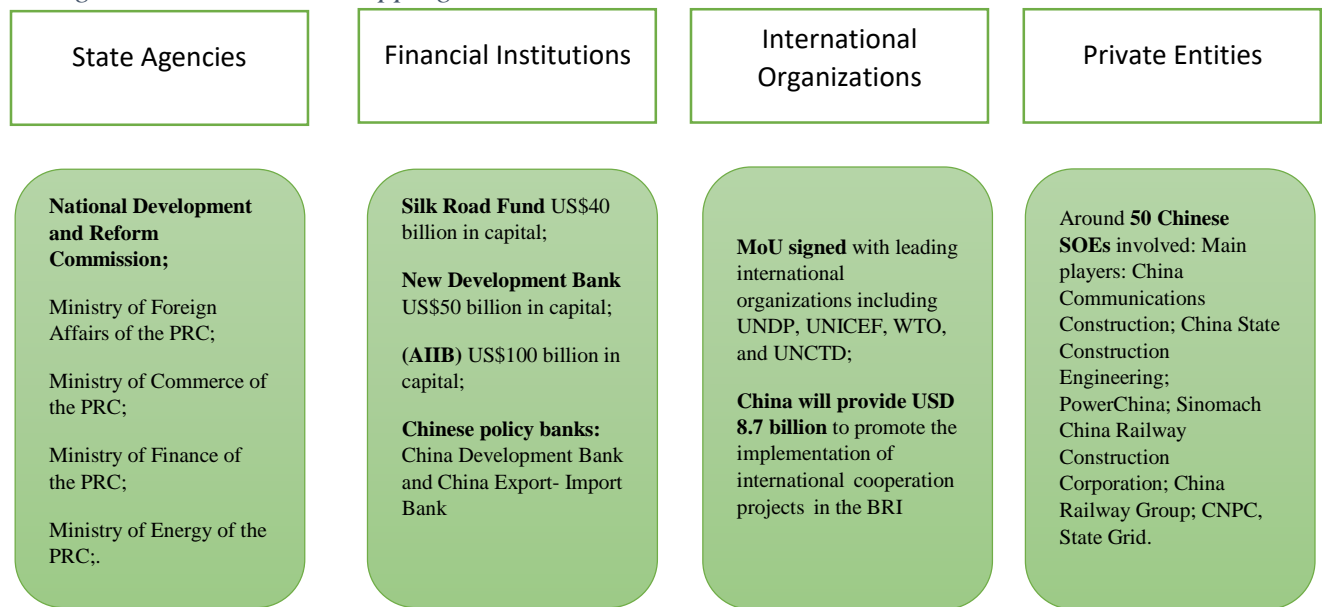 pping
State Agencies
Financial Institutions
International
Organizations
Private Entities
National Development
and Reform
Commission;
Ministry of Foreign
Affairs of the PRC;
Ministry of Commerce of
the PRC;
Ministry of Finance of
the PRC;
Ministry of Energy of the
PRC;.
Silk Road Fund US$40
billion in capital;
New Development Bank
US$50 billion in capital;
(AIIB) US$100 billion in
capital;
Chinese policy banks:
China Development Bank
and China Export- Import
Bank
MoU signed with leading
international
organizations including
UNDP, UNICEF, WTO,
and UNCTD;
China will provide USD
8.7 billion to promote the
implementation of
international cooperation
projects in the BRI
Around 50 Chinese
SOEs involved: Main
players: China
Communications
Construction; China State
Construction
Engineering;
PowerChina; Sinomach
China Railway
Construction
Corporation; China
Railway Group; CNPC,
State Grid.